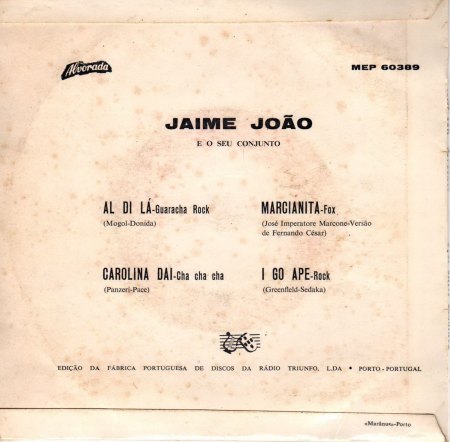 Alvorada
MEP 60389
JAIME JOÃO
E O SEU CONJUNTO
AL DI LÁ-Guaracha Rock
(Mogol-Donida)
MARCIANITA-Fox
(José Imperatore Marcone-Versão
de Fernando César)
CAROLINA DAI-Cha cha cha
(Panzeri-Pace)
I GO APE-Rock
(Greenfield-Sedaka)
EDIÇÃO DA FÁBRICA PORTUGUESA DE DISCOS DA RÁDIO TRIUNFO, L.DA • PORTO-PORTUGAL
«Marânus»-Porto